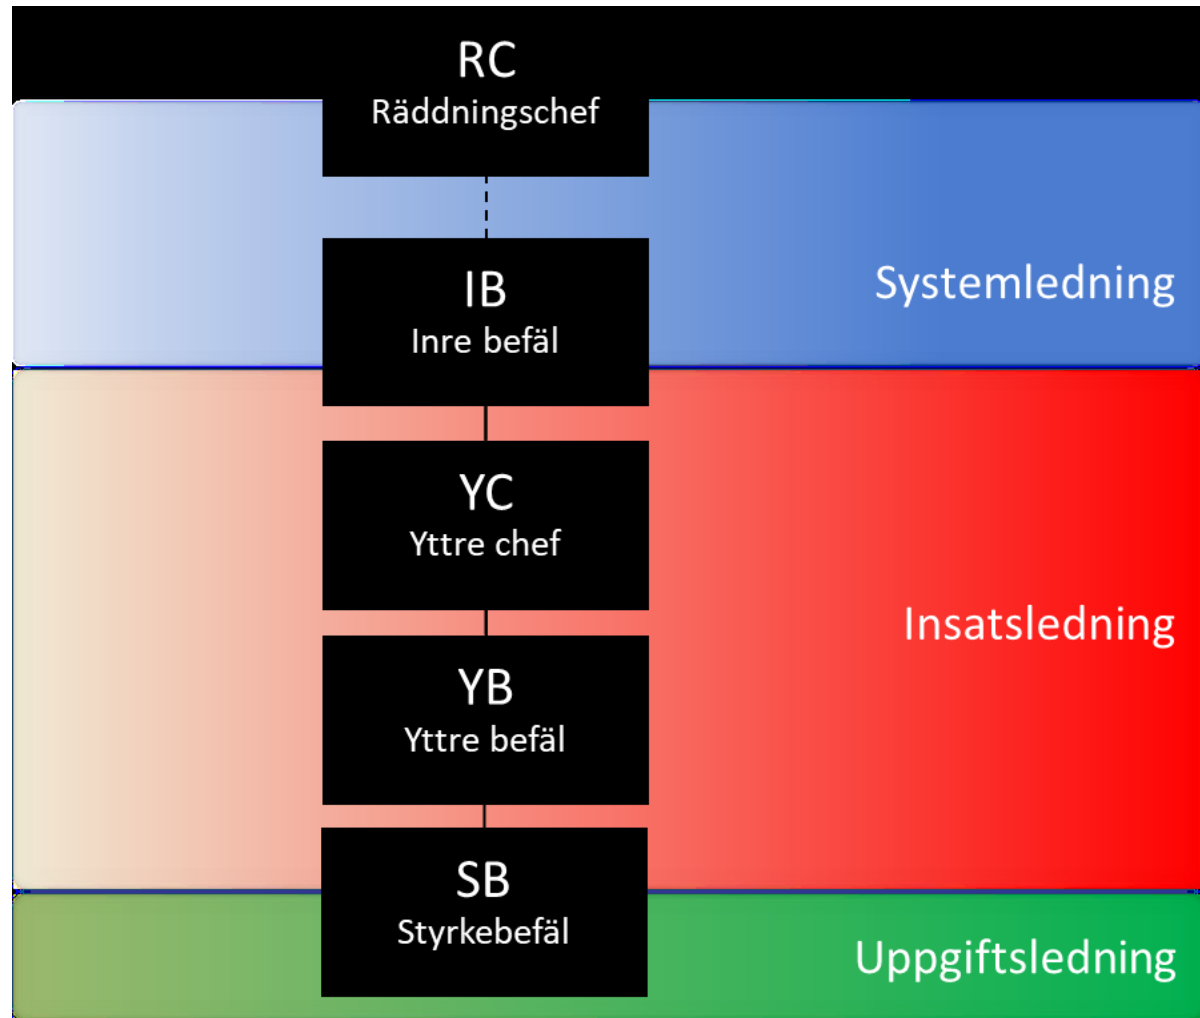 RC
Räddningschef
IB
Inre befäl
Systemledning
YC
Yttre chef
Insatsledning
YB
Yttre befäl
SB
Styrkebefäl
Uppgiftsledning